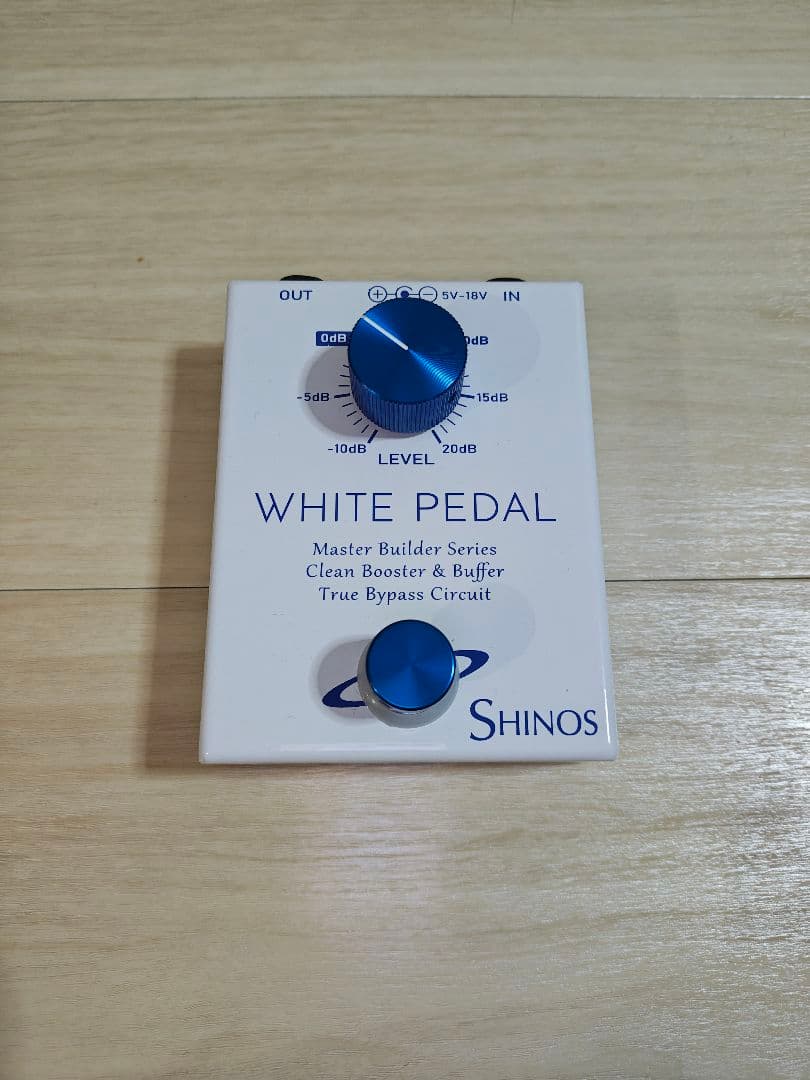 OUT + − 5V-18V IN
0dB
-5dB 15dB
-10dB 20dB
LEVEL
WHITE PEDAL
Master Builder Series
Clean Booster & Buffer
True Bypass Circuit
SHINOS